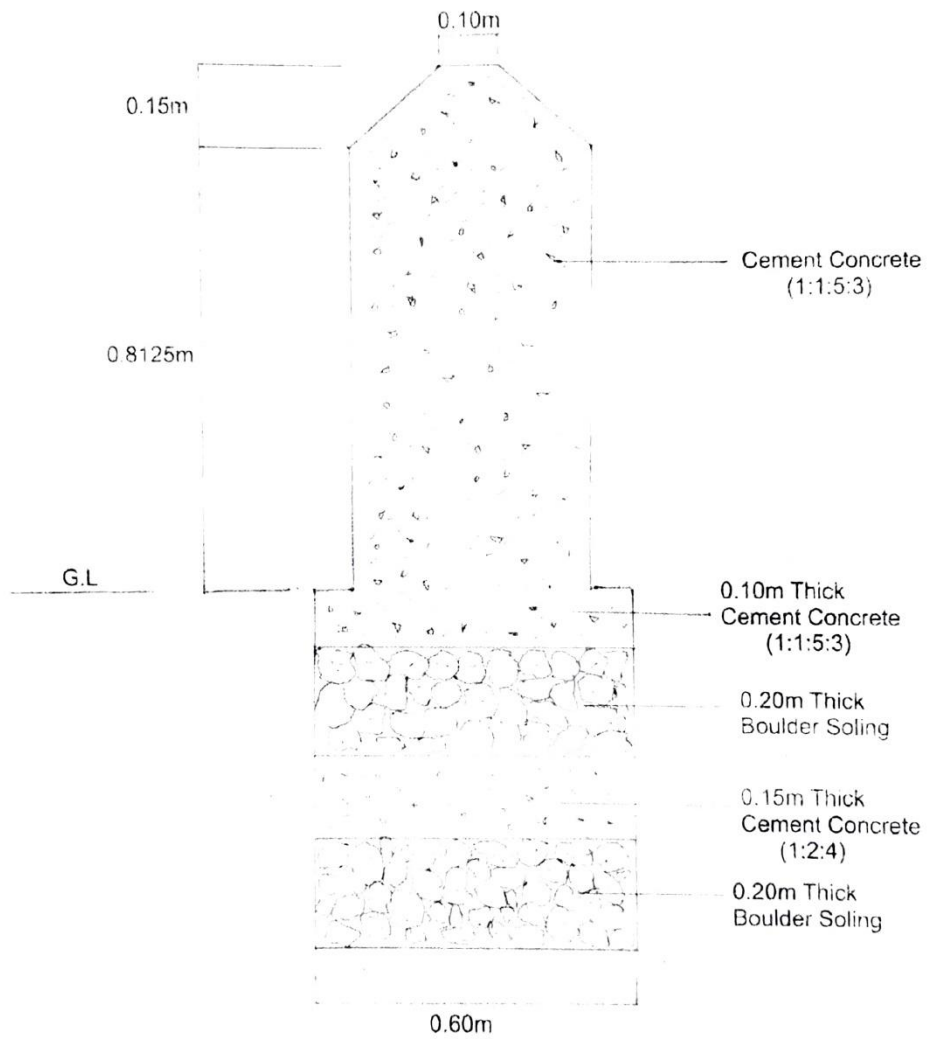 0.10m
0.15m
Cement Concrete
(1:1:5:3)
0.8125m
G.L
0.10m Thick
Cement Concrete
(1:1:5:3)
0.20m Thick
Boulder Soling
0.15m Thick
Cement Concrete
(1:2:4)
0.20m Thick
Boulder Soling
0.60m